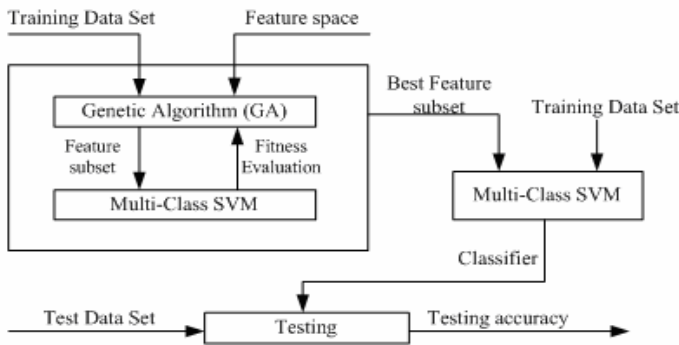 Training Data Set
Feature space
Genetic Algorithm (GA)
Feature
subset
Fitness
Evaluation
Multi-Class SVM
Best Feature
subset
Training Data Set
Multi-Class SVM
Classifier
Test Data Set
Testing
Testing accuracy